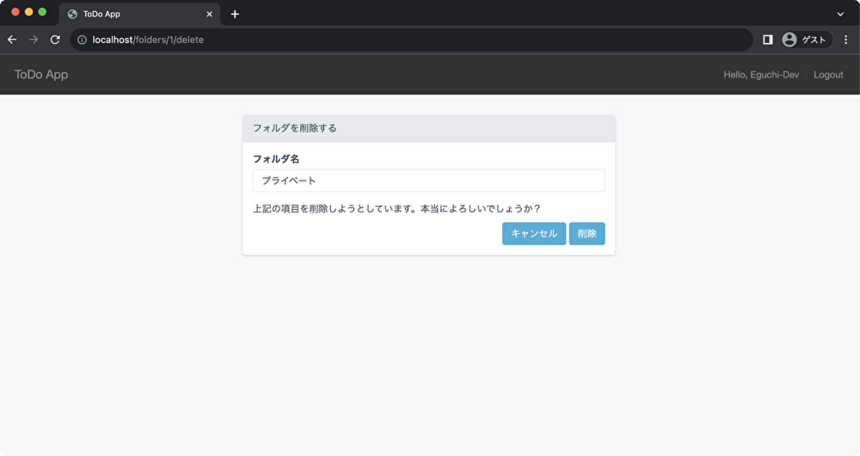 ToDo App
localhost/folders/1/delete
ゲスト
ToDo App
Hello, Eguchi-Dev
Logout
フォルダを削除する
フォルダ名
プライベート
上記の項目を削除しようとしています。本当によろしいでしょうか？
キャンセル
削除